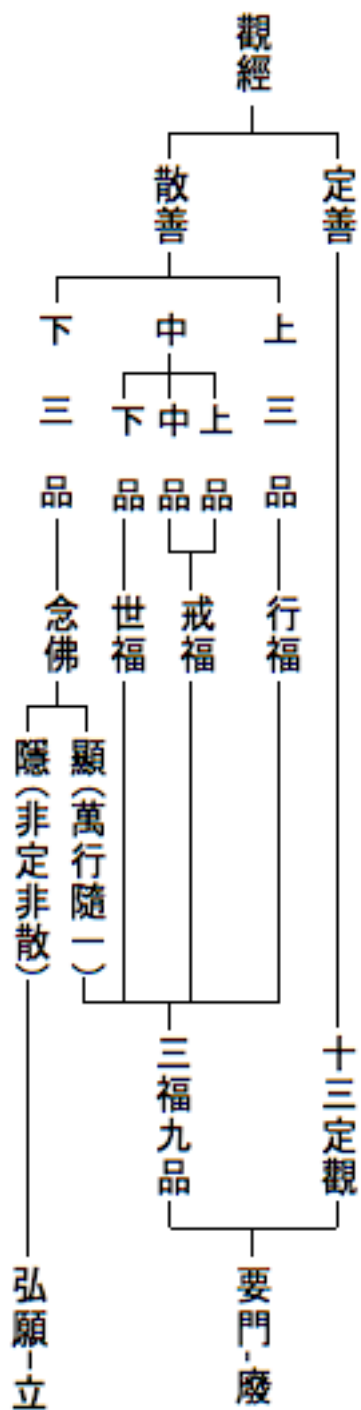 觀經
定善
散善
上三品
中
上品
中品
下品
下三品
行福
戒福
世福
念佛
顯（萬行隨一）
隱（非定非散）
十三定觀
三福九品
要門-廢
弘願-立